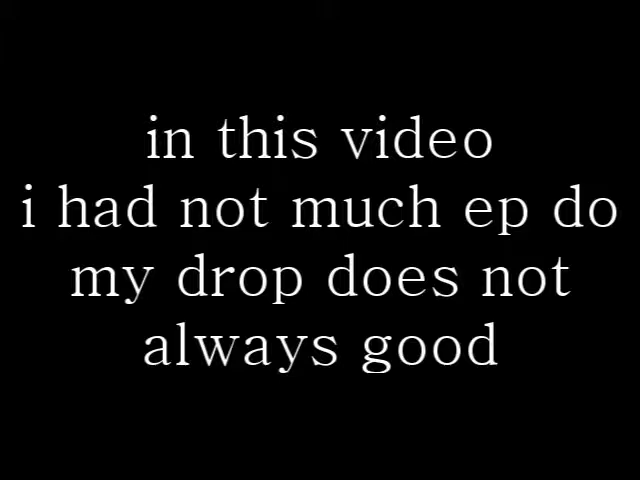 in this video
i had not much ep do
my drop does not
always good